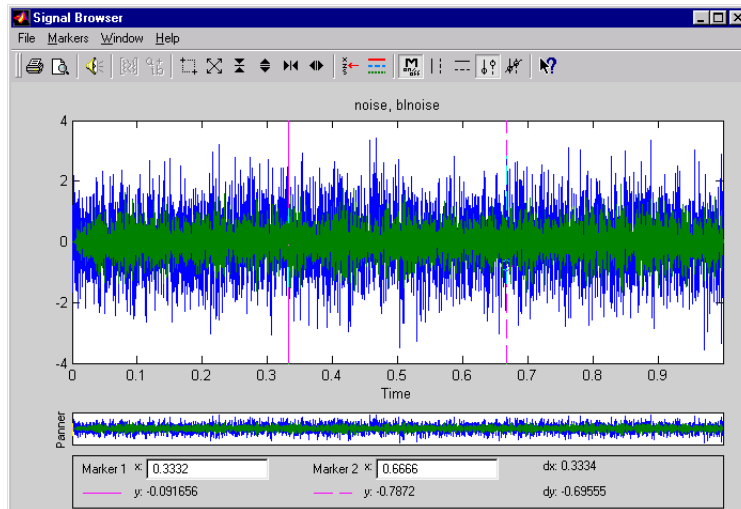 Signal Browser
File Markers Window Help
noise, blnoise
4
2
0
-2
-4
0 0.1 0.2 0.3 0.4 0.5 0.6 0.7 0.8 0.9
Time
Panner
Marker 1 x: 0.3332 Marker 2 x: 0.6666 dx: 0.3334
y: -0.091656 y: -0.7872 dy: -0.69555